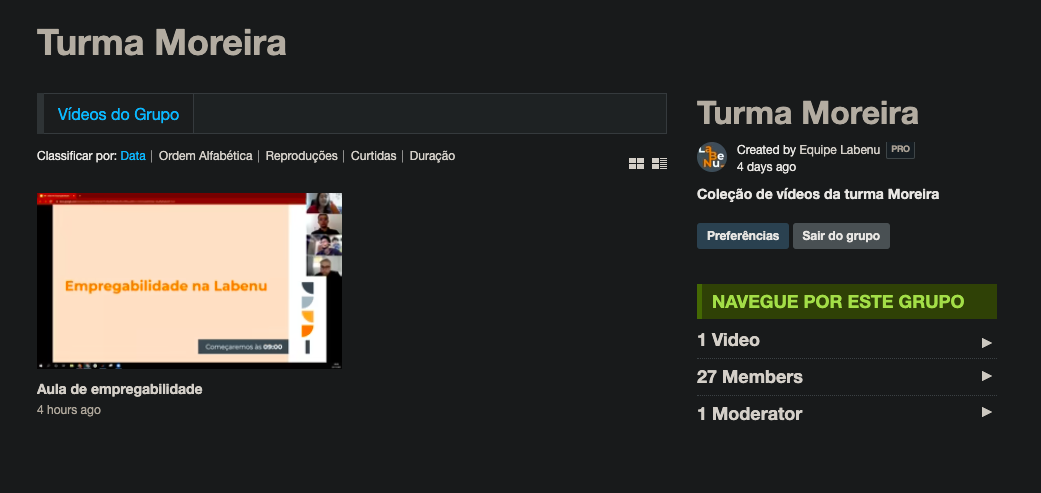 Turma Moreira
Vídeos do Grupo
Classificar por: Data | Ordem Alfabética | Reproduções | Curtidas | Duração
Empregabilidade na Labenu
Começaremos às 09:00
Aula de empregabilidade
4 hours ago
Turma Moreira
LaBeNu_
Created by Equipe Labenu PRO
4 days ago
Coleção de vídeos da turma Moreira
Preferências Sair do grupo
NAVEGUE POR ESTE GRUPO
1 Video
27 Members
1 Moderator